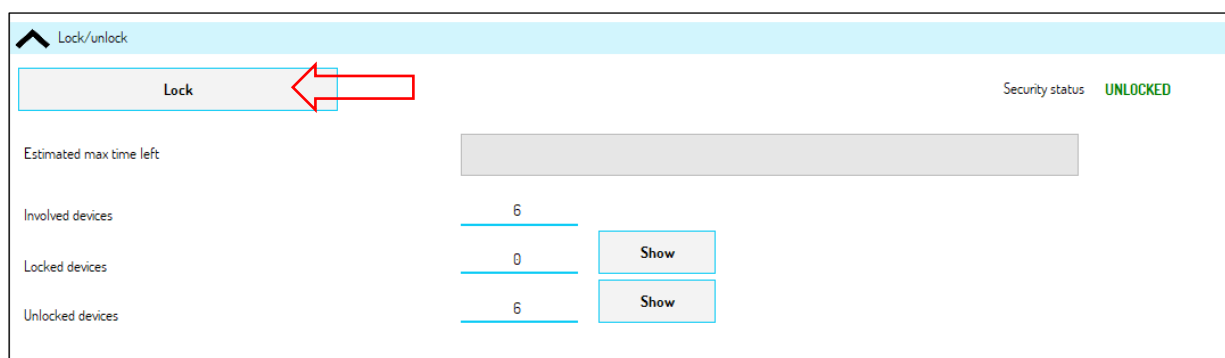 Lock/unlock
Lock
Security status UNLOCKED
Estimated max time left
Involved devices 6
Locked devices 0 Show
Unlocked devices 6 Show